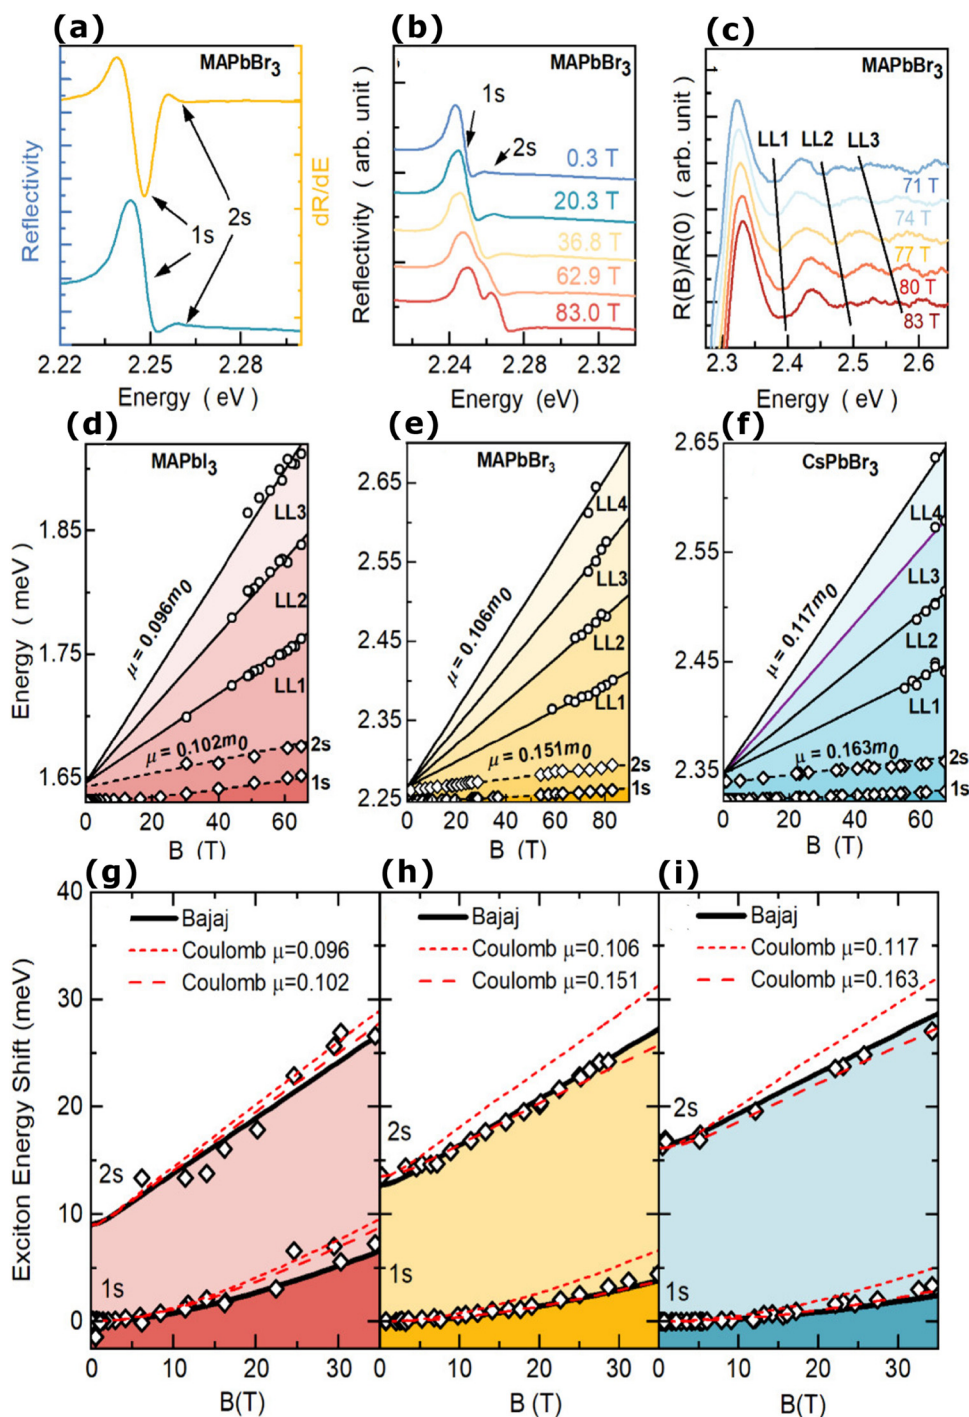 (a)
MAPbBr3
Reflectivity
dR/dE
1s
2s
2.22
2.25
2.28
Energy ( eV)
(b)
MAPbBr3
Reflectivity ( arb. unit)
1s
2s
0.3 T
20.3 T
36.8 T
62.9 T
83.0 T
2.20
2.24
2.28
2.32
Energy (eV)
(c)
MAPbBr3
R(B)/R(0) ( arb. unit)
LL1
LL2
LL3
71 T
74 T
77 T
80 T
83 T
2.3
2.4
2.5
2.6
Energy ( eV)
(d)
MAPbI3
Energy ( meV)
1.85
1.75
1.65
LL3
LL2
LL1
μ = 0.096m0
μ = 0.102m0
2s
1s
0
20
40
60
B (T)
(e)
MAPbBr3
2.65
2.55
2.45
2.35
2.25
LL4
LL3
LL2
LL1
μ = 0.106m0
μ = 0.151m0
2s
1s
0
20
40
60
80
B (T)
(f)
CsPbBr3
2.65
2.55
2.45
2.35
LL4
LL3
LL2
LL1
μ = 0.117m0
μ = 0.163m0
2s
1s
0
20
40
60
B (T)
(g)
Exciton Energy Shift (meV)
40
30
20
10
0
Bajaj
Coulomb μ=0.096
Coulomb μ=0.102
2s
1s
0
10
20
30
B(T)
(h)
Bajaj
Coulomb μ=0.106
Coulomb μ=0.151
2s
1s
0
10
20
30
B(T)
(i)
Bajaj
Coulomb μ=0.117
Coulomb μ=0.163
2s
1s
0
10
20
30
B(T)